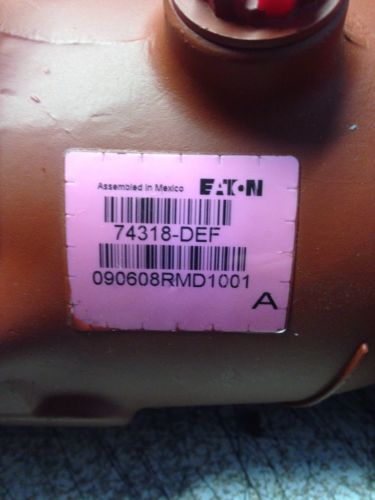 Assembled in Mexico EATON
74318-DEF
090608RMD1001
A